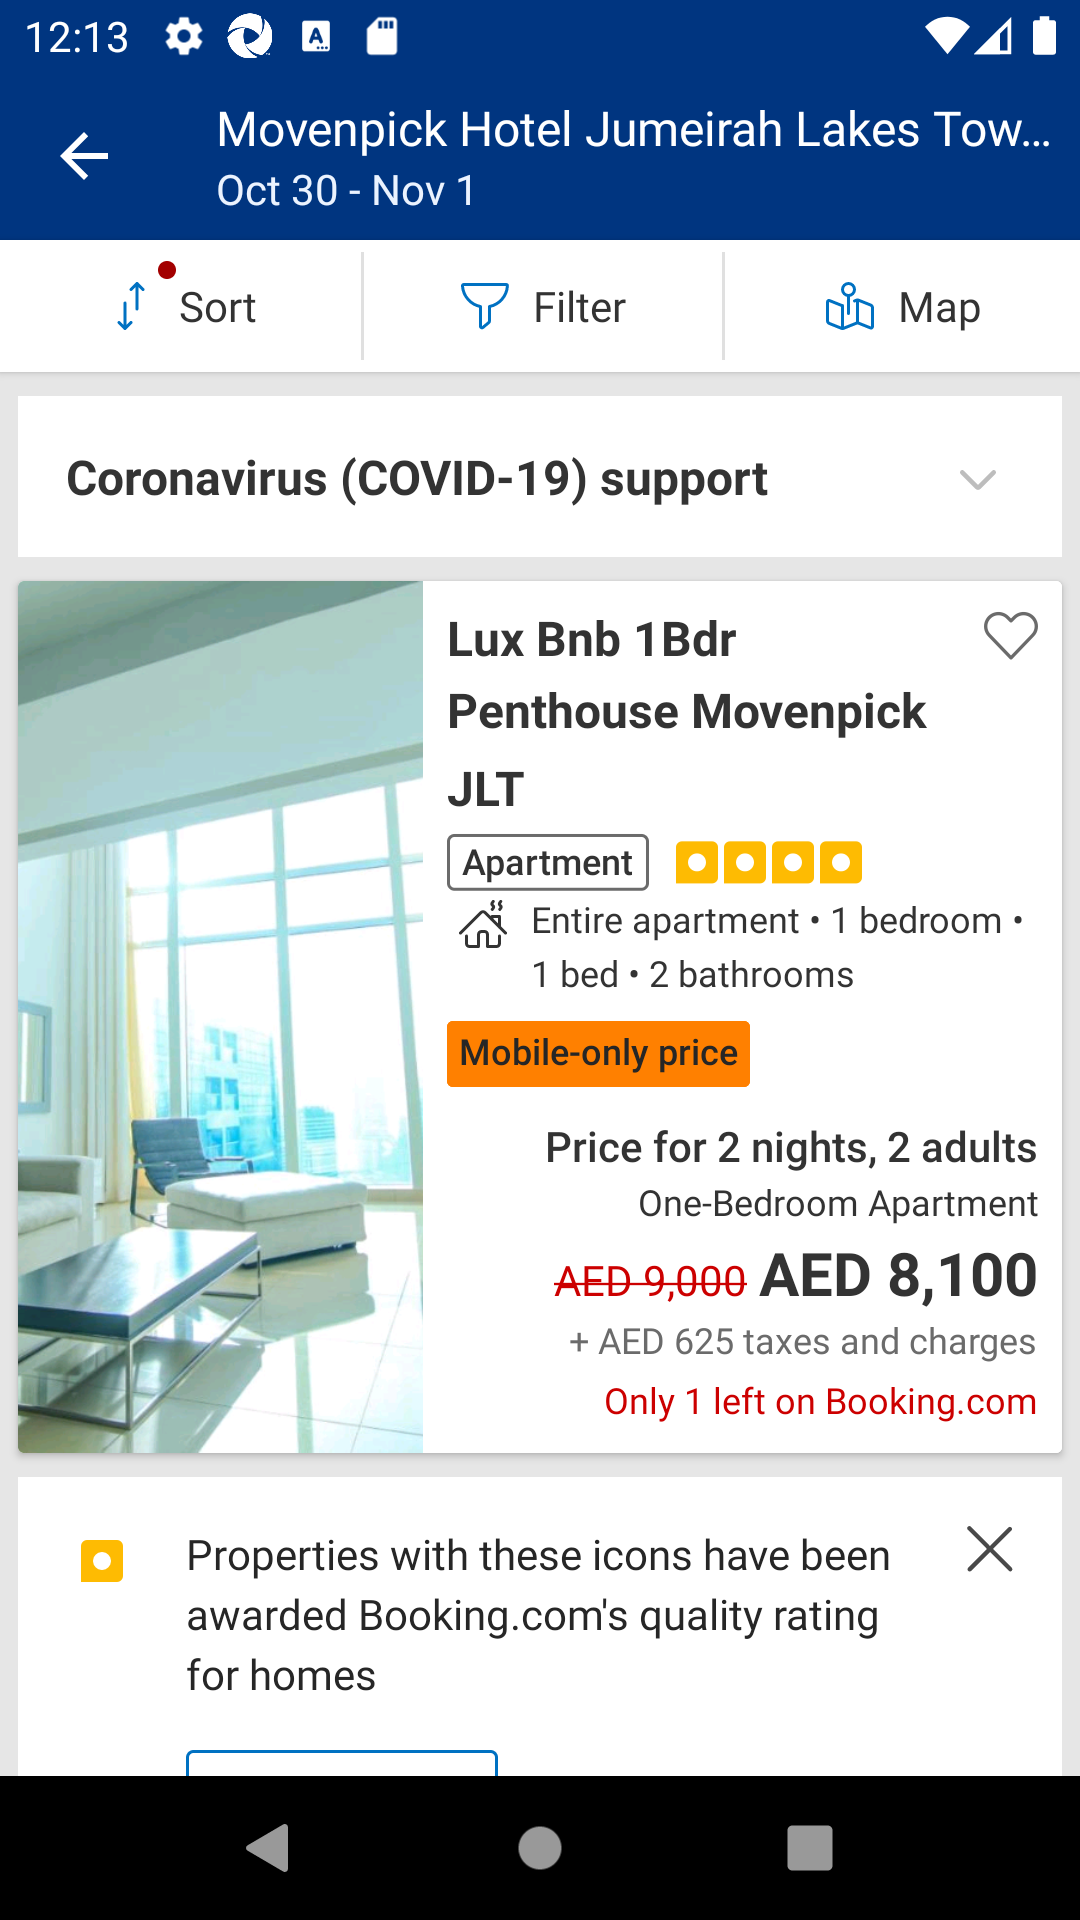 12:13
Movenpick Hotel Jumeirah Lakes Tow...
Oct 30 - Nov 1
Sort
Filter
Map
Coronavirus (COVID-19) support
Lux Bnb 1Bdr
Penthouse Movenpick
JLT
Apartment
Entire apartment • 1 bedroom •
1 bed • 2 bathrooms
Mobile-only price
Price for 2 nights, 2 adults
One-Bedroom Apartment
AED 9,000 AED 8,100
+ AED 625 taxes and charges
Only 1 left on Booking.com
Properties with these icons have been
awarded Booking.com's quality rating
for homes